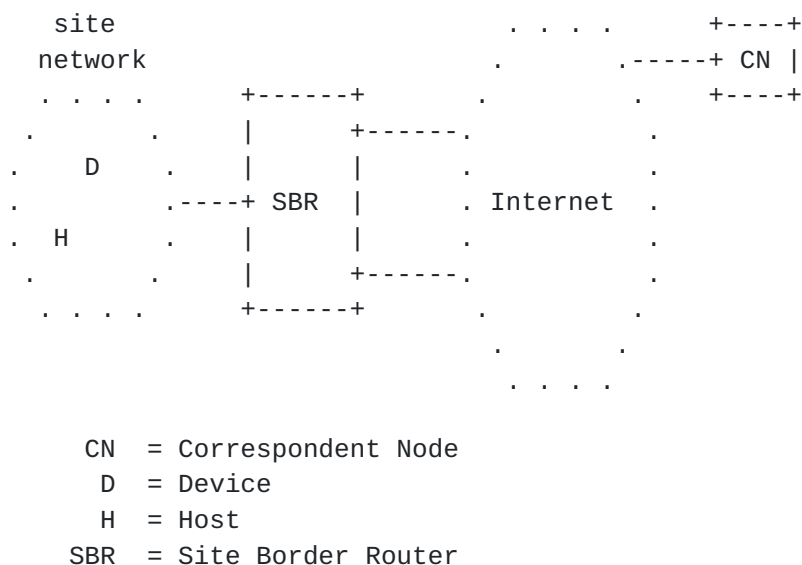 site
network
CN
D
SBR
Internet
H
CN = Correspondent Node
D = Device
H = Host
SBR = Site Border Router